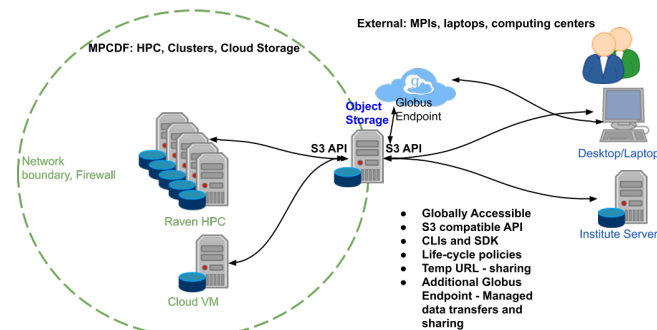 External: MPIs, laptops, computing centers
MPCDF: HPC, Clusters, Cloud Storage
Object
Storage
Globus
Endpoint
S3 API
S3 API
Network
boundary, Firewall
Desktop/Laptop
Raven HPC
Institute Server
Cloud VM
● Globally Accessible
● S3 compatible API
● CLIs and SDK
● Life-cycle policies
● Temp URL - sharing
● Additional Globus
Endpoint - Managed
data transfers and
sharing